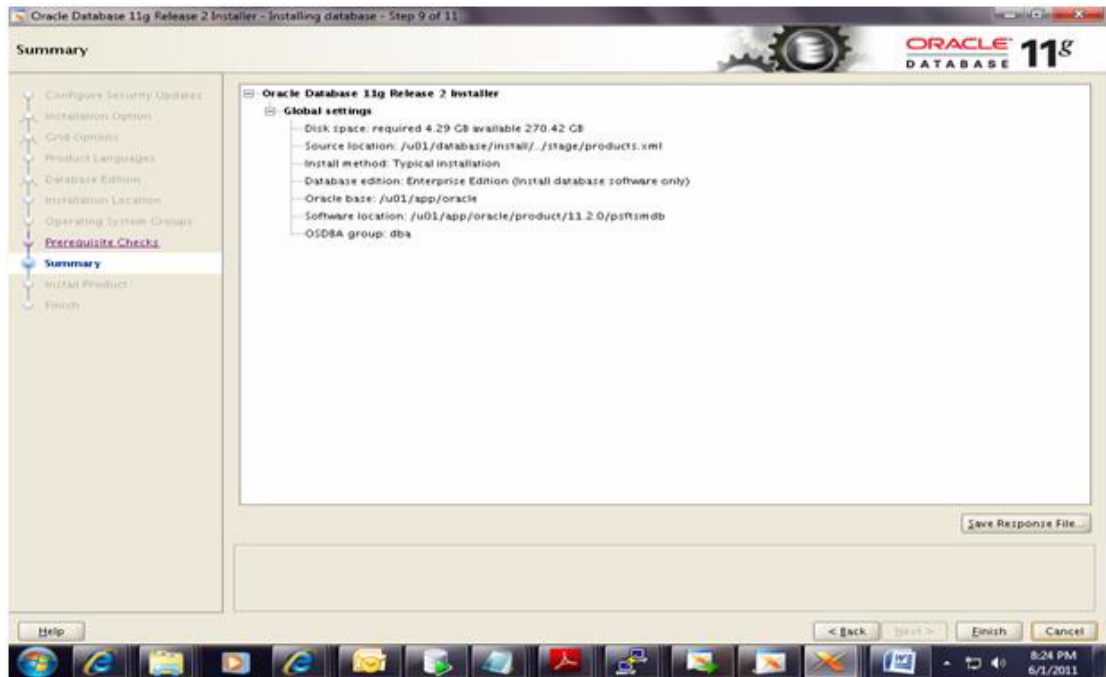 Oracle Database 11g Release 2 Installer - Installing database - Step 9 of 11
Summary
ORACLE
DATABASE
11g
Configure Security Updates
Installation Option
Grid Options
Product Languages
Database Edition
Installation Location
Operating System Groups
Prerequisite Checks
Summary
Install Product
Finish
Oracle Database 11g Release 2 Installer
Global settings
Disk space: required 4.29 GB available 270.42 GB
Source location: /u01/database/install/../stage/products.xml
Install method: Typical installation
Database edition: Enterprise Edition (Install database software only)
Oracle base: /u01/app/oracle
Software location: /u01/app/oracle/product/11.2.0/psftsmdb
OSDBA group: dba
Save Response File...
Help
< Back
Next >
Finish
Cancel
8:24 PM
6/1/2011